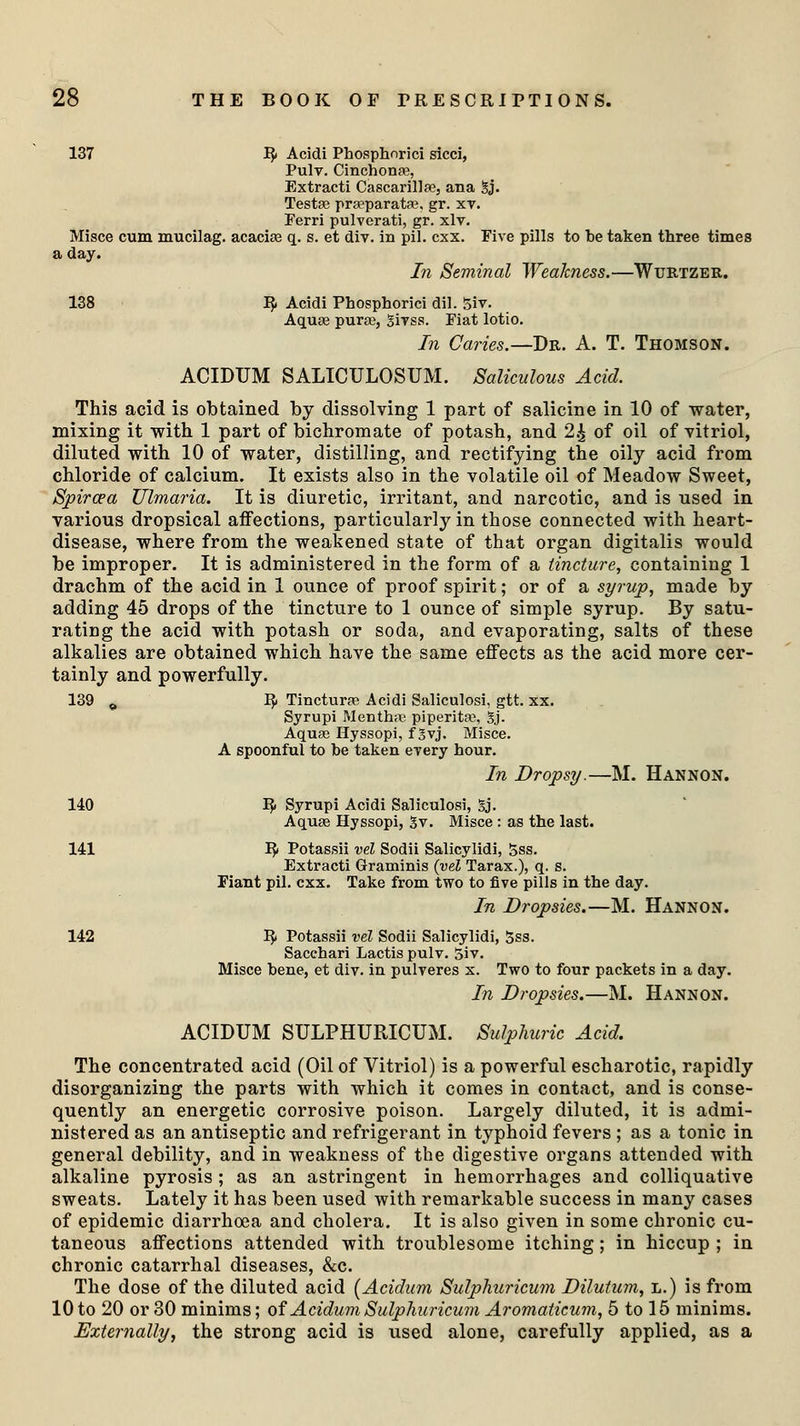 28 THE BOOK OF PRESCRIPTIONS.
137 ℞ Acidi Phosphorici sicci,
Pulv. Cinchonæ,
Extracti Cascarillæ, ana ℥j.
Testæ præparatæ, gr. xv.
Ferri pulverati, gr. xlv.
Misce cum mucilag. acaciæ q. s. et div. in pil. cxx. Five pills to be taken three times
a day.
In Seminal Weakness.—WURTZER.
138 ℞ Acidi Phosphorici dil. ʒiv.
Aquæ puræ, ℥ivss. Fiat lotio.
In Caries.—DR. A. T. THOMSON.
ACIDUM SALICULOSUM. Saliculous Acid.
This acid is obtained by dissolving 1 part of salicine in 10 of water,
mixing it with 1 part of bichromate of potash, and 2½ of oil of vitriol,
diluted with 10 of water, distilling, and rectifying the oily acid from
chloride of calcium. It exists also in the volatile oil of Meadow Sweet,
Spiræa Ulmaria. It is diuretic, irritant, and narcotic, and is used in
various dropsical affections, particularly in those connected with heart-
disease, where from the weakened state of that organ digitalis would
be improper. It is administered in the form of a tincture, containing 1
drachm of the acid in 1 ounce of proof spirit; or of a syrup, made by
adding 45 drops of the tincture to 1 ounce of simple syrup. By satu-
rating the acid with potash or soda, and evaporating, salts of these
alkalies are obtained which have the same effects as the acid more cer-
tainly and powerfully.
139 ℞ Tincturæ Acidi Saliculosi, gtt. xx.
Syrupi Menthæ piperitæ, ℥j.
Aquæ Hyssopi, f℥vj. Misce.
A spoonful to be taken every hour.
In Dropsy.—M. HANNON.
140 ℞ Syrupi Acidi Saliculosi, ℥j.
Aquæ Hyssopi, ℥v. Misce : as the last.
141 ℞ Potassii vel Sodii Salicylidi, ʒss.
Extracti Graminis (vel Tarax.), q. s.
Fiant pil. cxx. Take from two to five pills in the day.
In Dropsies.—M. HANNON.
142 ℞ Potassii vel Sodii Salicylidi, ʒss.
Sacchari Lactis pulv. ʒiv.
Misce bene, et div. in pulveres x. Two to four packets in a day.
In Dropsies.—M. HANNON.
ACIDUM SULPHURICUM. Sulphuric Acid.
The concentrated acid (Oil of Vitriol) is a powerful escharotic, rapidly
disorganizing the parts with which it comes in contact, and is conse-
quently an energetic corrosive poison. Largely diluted, it is admi-
nistered as an antiseptic and refrigerant in typhoid fevers ; as a tonic in
general debility, and in weakness of the digestive organs attended with
alkaline pyrosis ; as an astringent in hemorrhages and colliquative
sweats. Lately it has been used with remarkable success in many cases
of epidemic diarrhœa and cholera. It is also given in some chronic cu-
taneous affections attended with troublesome itching ; in hiccup ; in
chronic catarrhal diseases, &c.
The dose of the diluted acid (Acidum Sulphuricum Dilutum, L.) is from
10 to 20 or 30 minims; of Acidum Sulphuricum Aromaticum, 5 to 15 minims.
Externally, the strong acid is used alone, carefully applied, as a